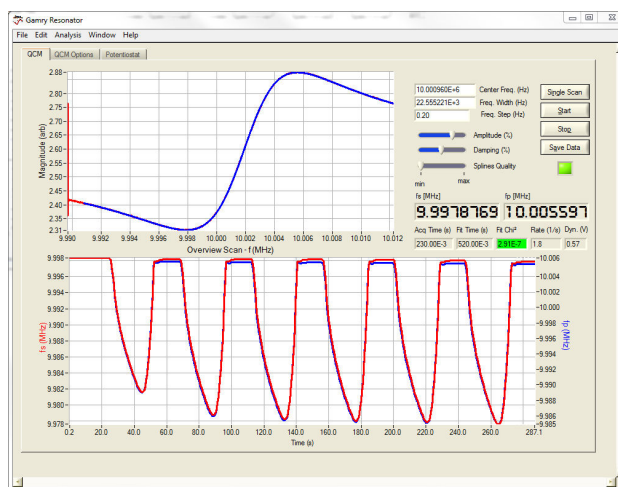 Gamry Resonator
File Edit Analysis Window Help
QCM QCM Options Potentiostat
Magnitude (arb)
2.88
2.80
2.75
2.70
2.65
2.60
2.55
2.50
2.45
2.40
2.31
9.990 9.992 9.994 9.996 9.998 10.000 10.002 10.004 10.006 10.008 10.010 10.012
Overview Scan - f (MHz)
10.000960E+6 Center Freq. (Hz)
22.555221E+3 Freq. Width (Hz)
0.20 Freq. Step (Hz)
Amplitude (%)
Damping (%)
Splines Quality
min max
Single Scan
Start
Stop
Save Data
fs [MHz] fp [MHz]
9.9978769 10.005597
Acq Time (s) Fit Time (s) Fit Chi² Rate (1/s) Dyn. (V)
230.00E-3 520.00E-3 2.91E-7 1.8 0.57
fs (MHz)
9.998
9.996
9.994
9.992
9.990
9.988
9.986
9.984
9.982
9.980
9.978
10.006
10.004
10.002
10.000
9.998
9.996
9.994
9.992
9.990
9.988
9.986
9.985
fp (MHz)
0.2 20.0 40.0 60.0 80.0 100.0 120.0 140.0 160.0 180.0 200.0 220.0 240.0 260.0 287.1
Time (s)